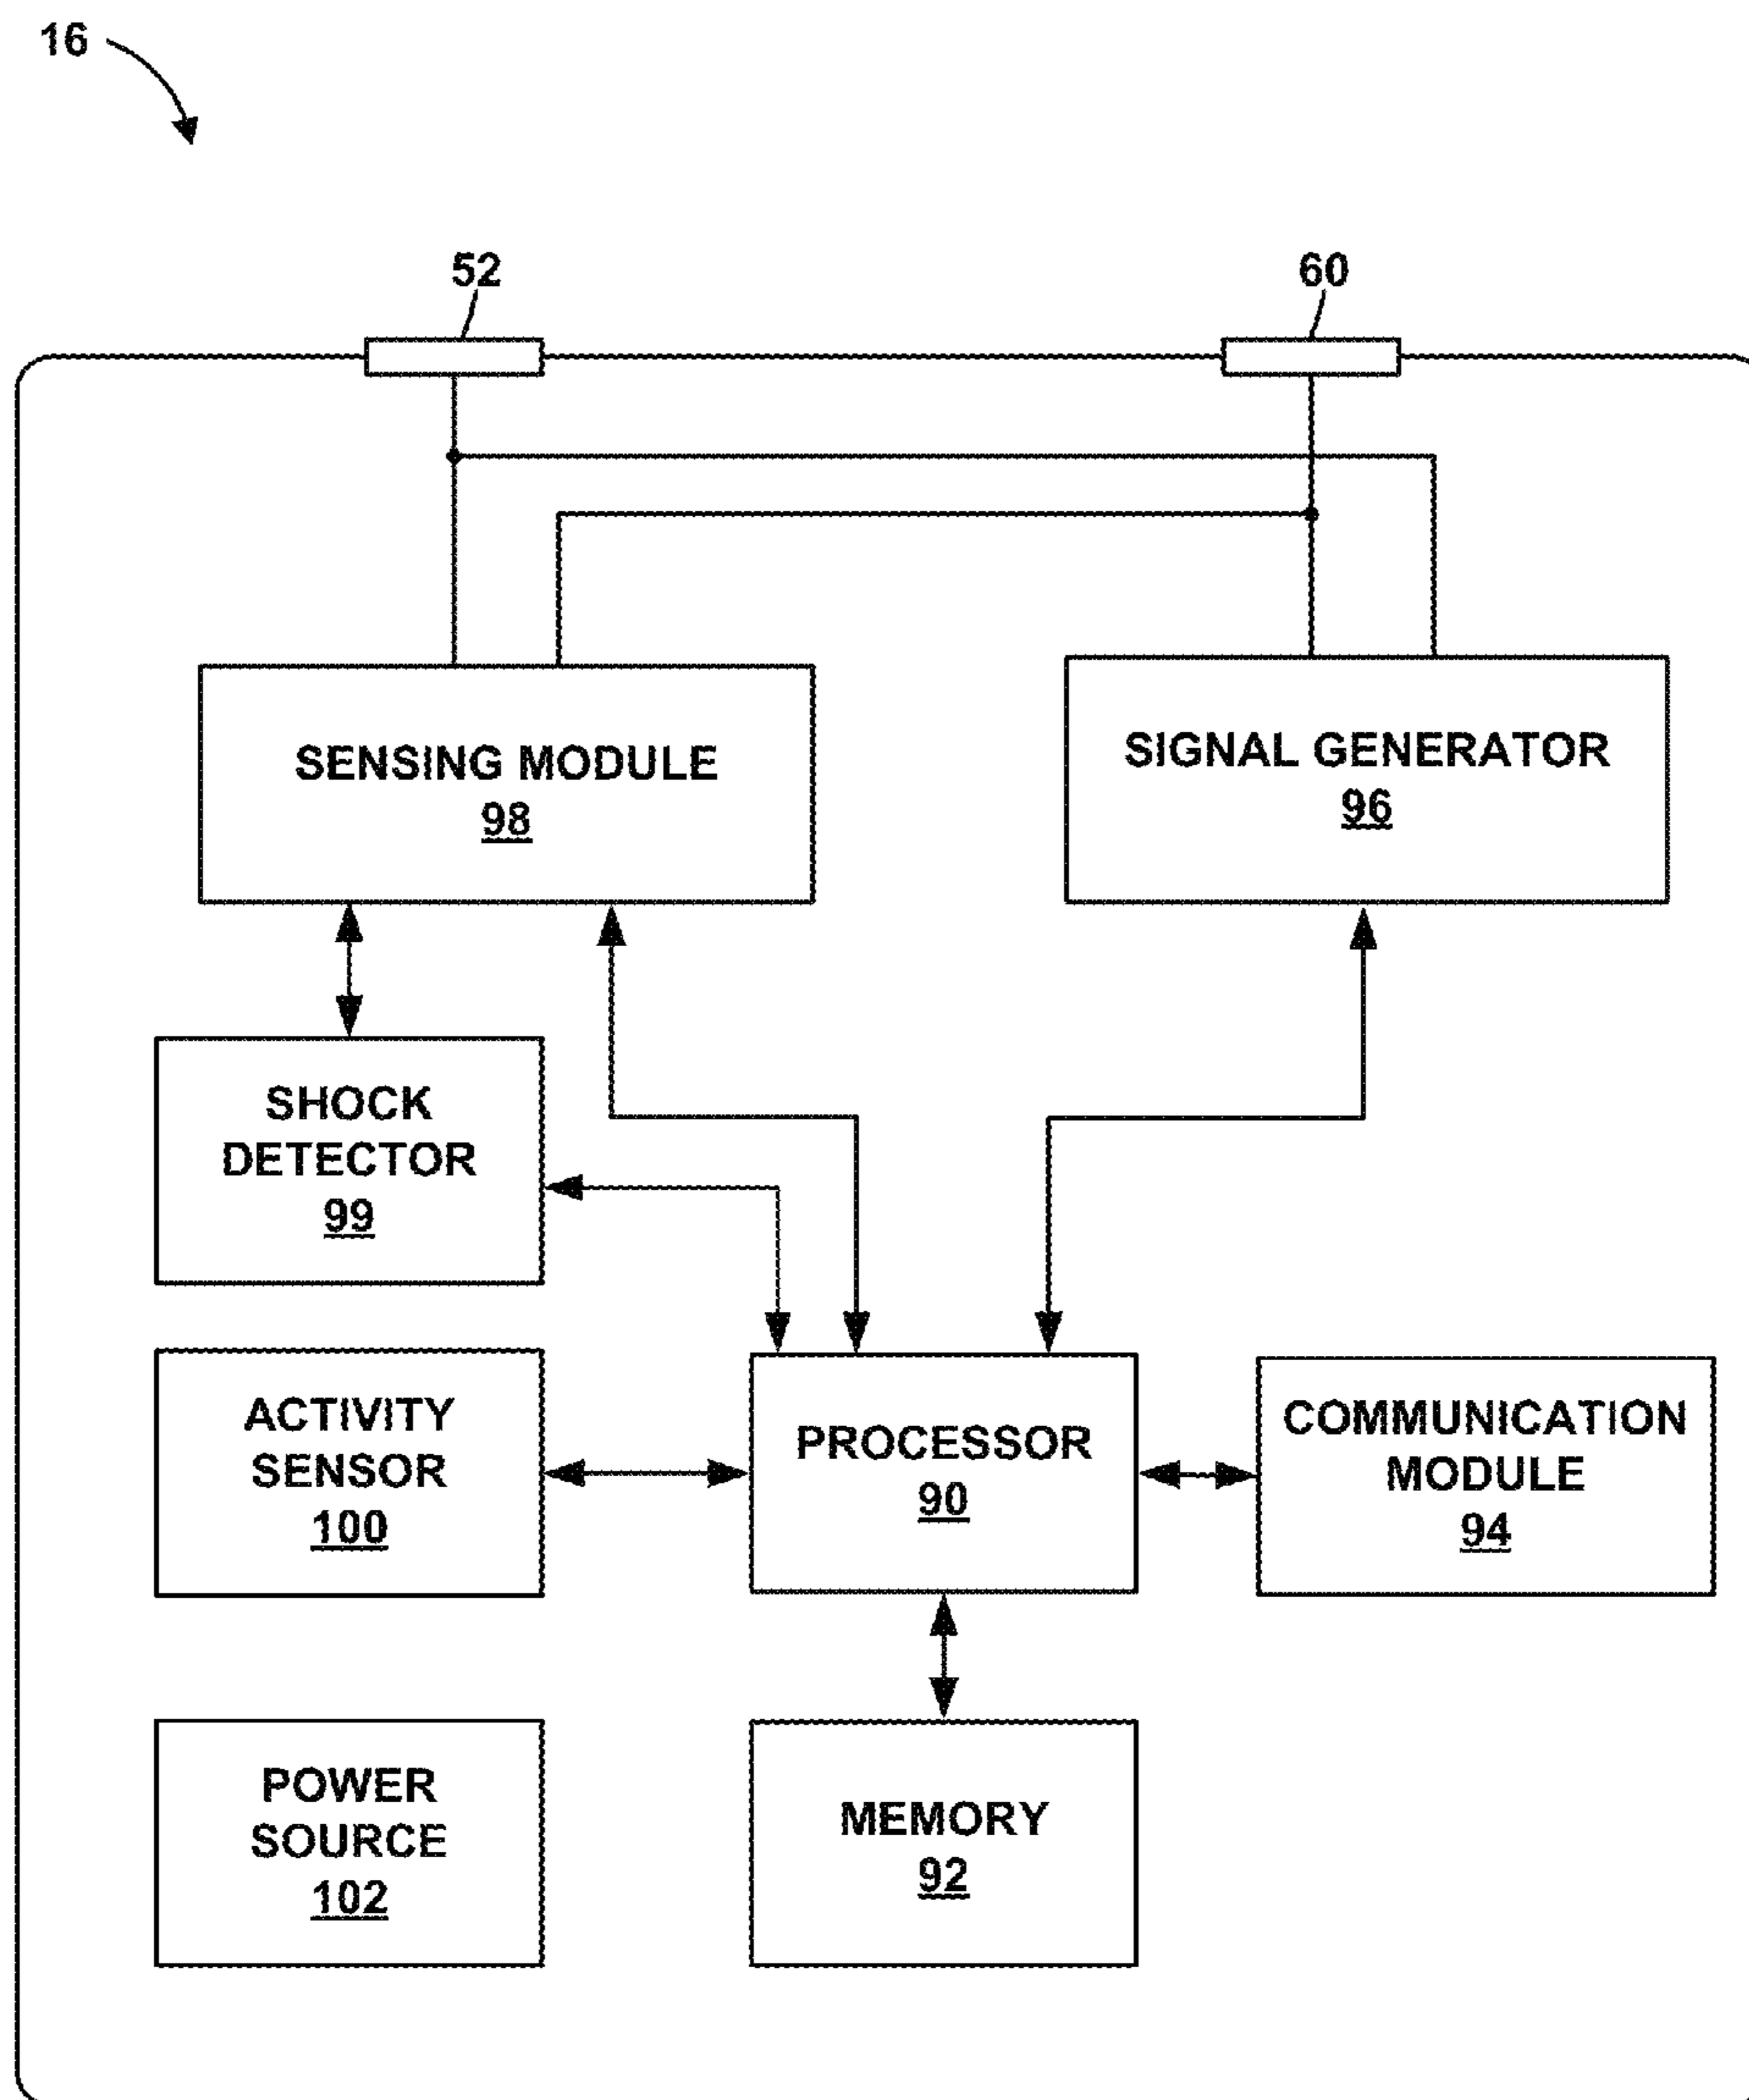 16
52
60
SENSING MODULE
98
SIGNAL GENERATOR
96
SHOCK
DETECTOR
99
ACTIVITY
SENSOR
100
PROCESSOR
90
COMMUNICATION
MODULE
94
POWER
SOURCE
102
MEMORY
92